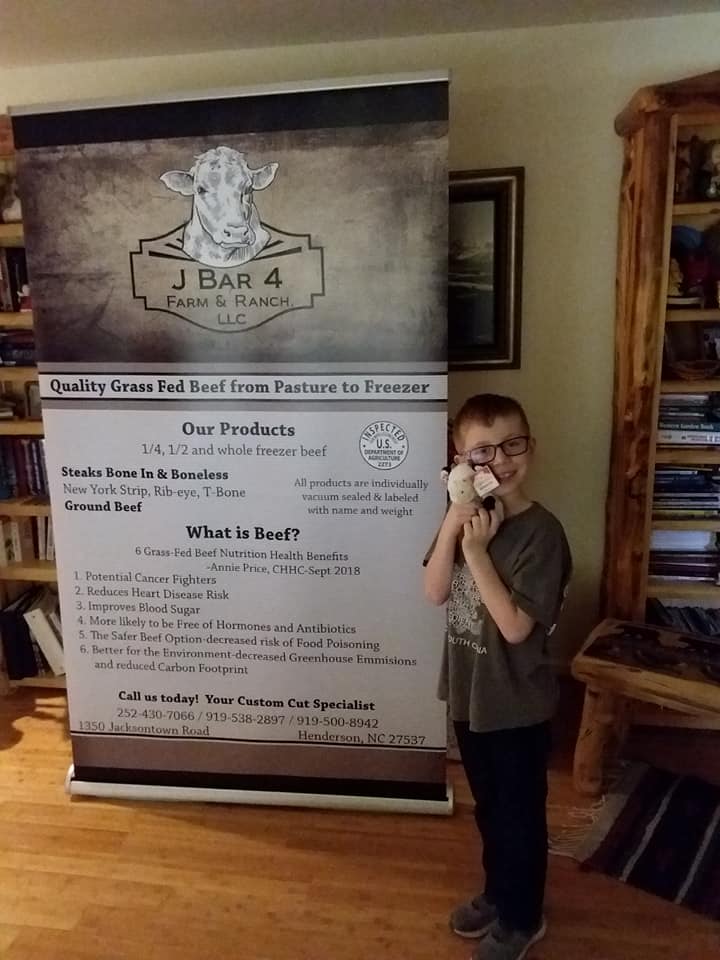 J BAR 4
FARM & RANCH,
LLC
Quality Grass Fed Beef from Pasture to Freezer
Our Products
1/4, 1/2 and whole freezer beef
INSPECTED
U.S.
DEPARTMENT OF
AGRICULTURE
Steaks Bone In & Boneless
New York Strip, Rib-eye, T-Bone
Ground Beef
All products are individually
vacuum sealed & labeled
with name and weight
What is Beef?
6 Grass-Fed Beef Nutrition Health Benefits
-Annie Price, CHHC-Sept 2018
1. Potential Cancer Fighters
2. Reduces Heart Disease Risk
3. Improves Blood Sugar
4. More likely to be Free of Hormones and Antibiotics
5. The Safer Beef Option-decreased risk of Food Poisoning
6. Better for the Environment-decreased Greenhouse Emmisions
and reduced Carbon Footprint
Call us today! Your Custom Cut Specialist
252-430-7066 / 919-538-2897 / 919-500-8942
1350 Jacksontown Road
Henderson, NC 27537